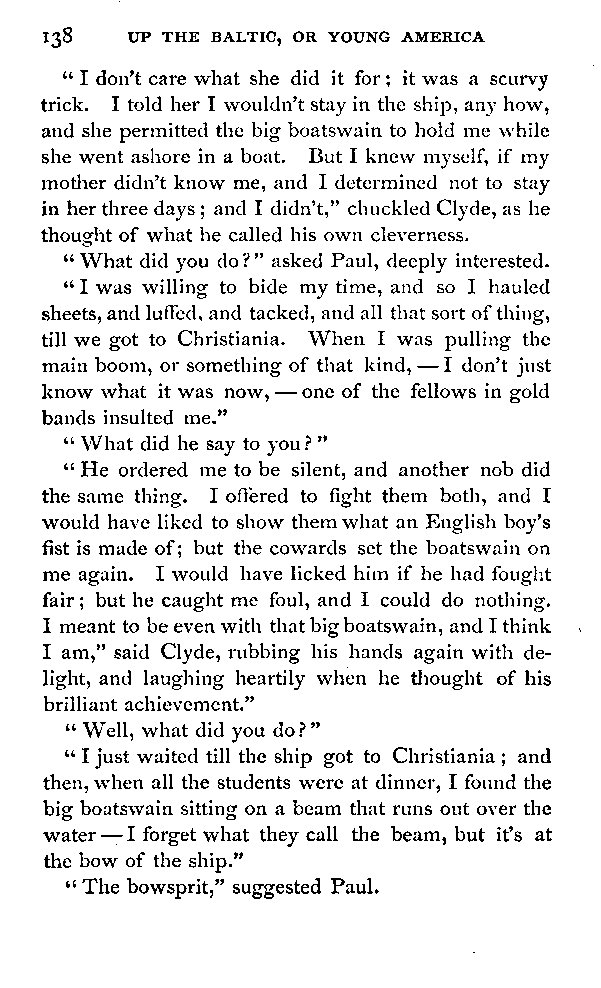 138 UP THE BALTIC, OR YOUNG AMERICA
“I don’t care what she did it for; it was a scurvy
trick. I told her I wouldn’t stay in the ship, any how,
and she permitted the big boatswain to hold me while
she went ashore in a boat. But I knew myself, if my
mother didn’t know me, and I determined not to stay
in her three days; and I didn’t,” chuckled Clyde, as he
thought of what he called his own cleverness.
“What did you do?” asked Paul, deeply interested.
“I was willing to bide my time, and so I hauled
sheets, and luffed, and tacked, and all that sort of thing,
till we got to Christiania. When I was pulling the
main boom, or something of that kind, — I don’t just
know what it was now, — one of the fellows in gold
bands insulted me.”
“What did he say to you?”
“He ordered me to be silent, and another nob did
the same thing. I offered to fight them both, and I
would have liked to show them what an English boy’s
fist is made of; but the cowards set the boatswain on
me again. I would have licked him if he had fought
fair; but he caught me foul, and I could do nothing.
I meant to be even with that big boatswain, and I think
I am,” said Clyde, rubbing his hands again with de-
light, and laughing heartily when he thought of his
brilliant achievement.”
“Well, what did you do?”
“I just waited till the ship got to Christiania; and
then, when all the students were at dinner, I found the
big boatswain sitting on a beam that runs out over the
water — I forget what they call the beam, but it’s at
the bow of the ship.”
“The bowsprit,” suggested Paul.